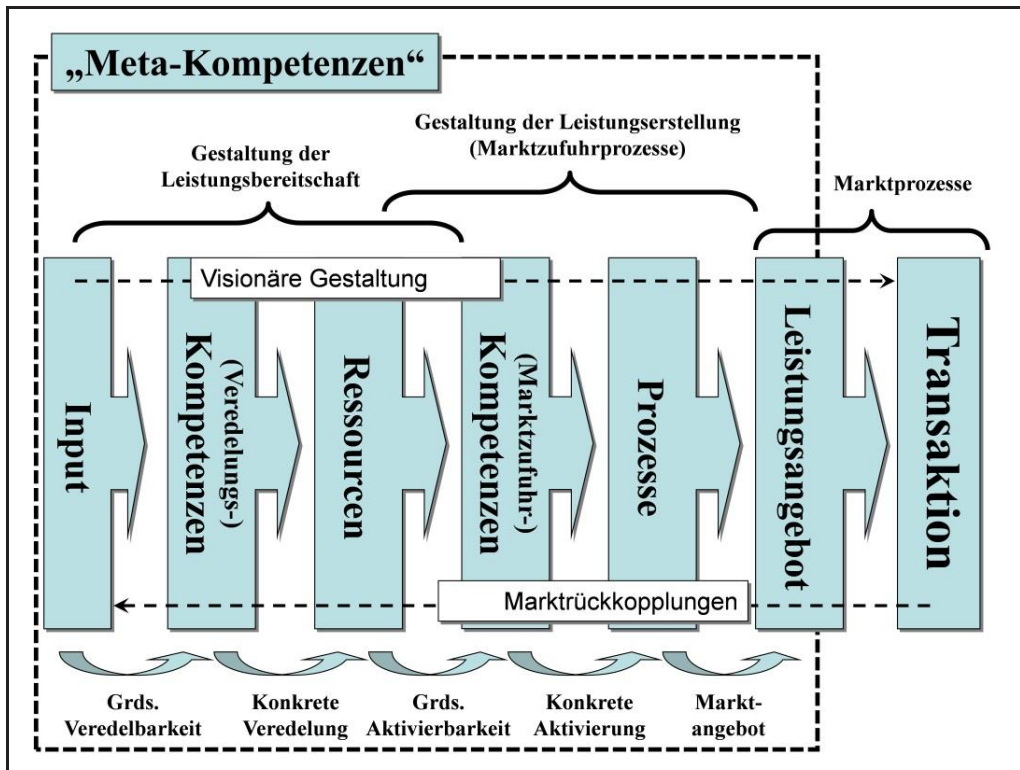 „Meta-Kompetenzen“
Gestaltung der Leistungserstellung
(Marktzufuhrprozesse)
Gestaltung der
Leistungsbereitschaft
Marktprozesse
Visionäre Gestaltung
Input
(Veredelungs-)
Kompetenzen
Ressourcen
(Marktzufuhr-)
Kompetenzen
Prozesse
Leistungsangebot
Transaktion
Marktrückkopplungen
Grds.
Veredelbarkeit
Konkrete
Veredelung
Grds.
Aktivierbarkeit
Konkrete
Aktivierung
Markt-
angebot